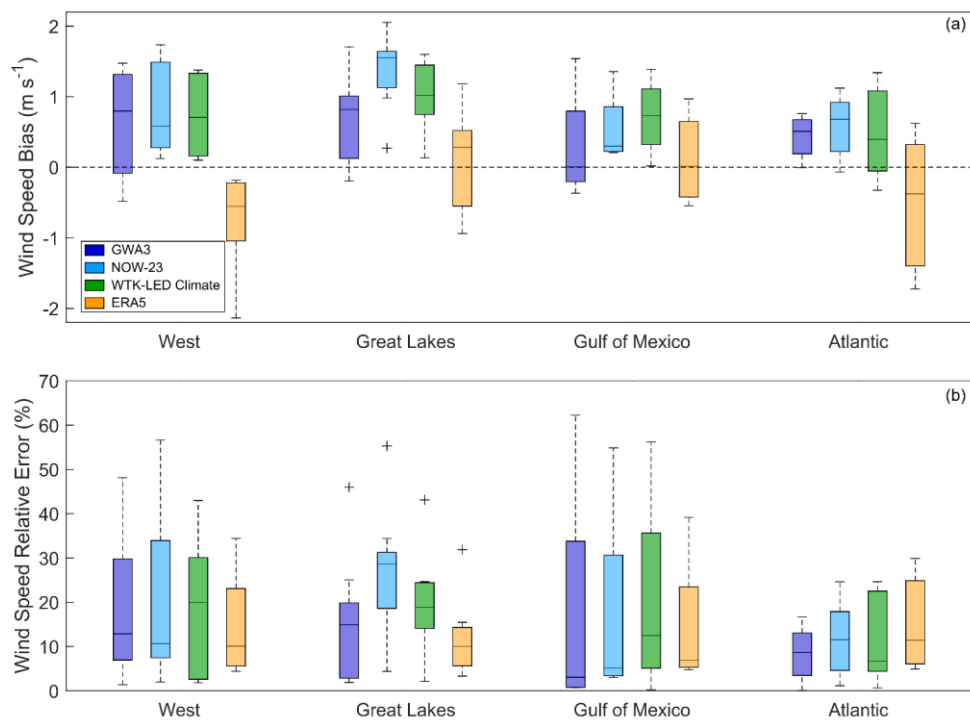 (a)
Wind Speed Bias (m s⁻¹)
2
1
0
-1
-2
GWA3
NOW-23
WTK-LED Climate
ERA5
West Great Lakes Gulf of Mexico Atlantic
(b)
Wind Speed Relative Error (%)
70
60
50
40
30
20
10
0
West Great Lakes Gulf of Mexico Atlantic